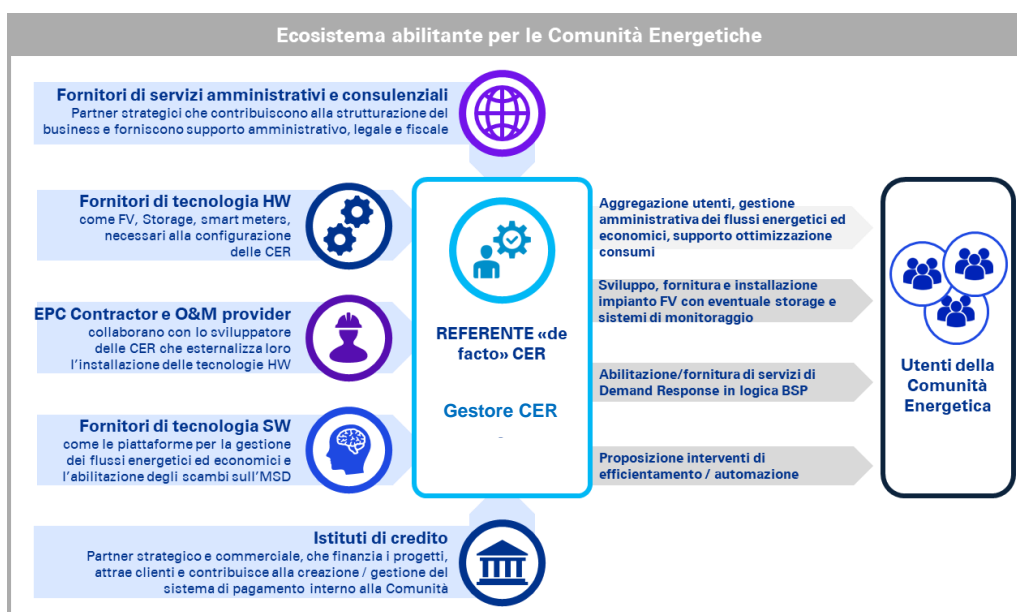 Ecosistema abilitante per le Comunità Energetiche
Fornitori di servizi amministrativi e consulenziali
Partner strategici che contribuiscono alla strutturazione del
business e forniscono supporto amministrativo, legale e fiscale
Fornitori di tecnologia HW
come FV, Storage, smart meters,
necessari alla configurazione
delle CER
EPC Contractor e O&M provider
collaborano con lo sviluppatore
delle CER che esternalizza loro
l'installazione delle tecnologie HW
Fornitori di tecnologia SW
come le piattaforme per la gestione
dei flussi energetici ed economici e
l'abilitazione degli scambi sull'MSD
Istituti di credito
Partner strategico e commerciale, che finanzia i progetti,
attrae clienti e contribuisce alla creazione / gestione del
sistema di pagamento interno alla Comunità
REFERENTE «de
facto» CER
Gestore CER
-
Aggregazione utenti, gestione
amministrativa dei flussi energetici ed
economici, supporto ottimizzazione
consumi
Sviluppo, fornitura e installazione
impianto FV con eventuale storage e
sistemi di monitoraggio
Abilitazione/fornitura di servizi di
Demand Response in logica BSP
Proposizione interventi di
efficientamento / automazione
Utenti della
Comunità
Energetica